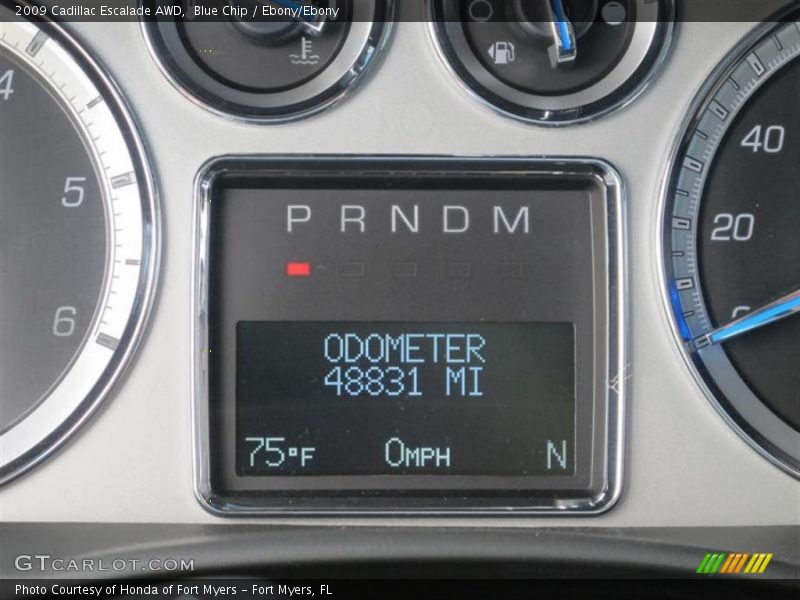 2009 Cadillac Escalade AWD, Blue Chip / Ebony/Ebony
4
5
6
40
20
P R N D M
ODOMETER
48831 MI
75°F 0MPH N
GTCARLOT.COM
Photo Courtesy of Honda of Fort Myers – Fort Myers, FL